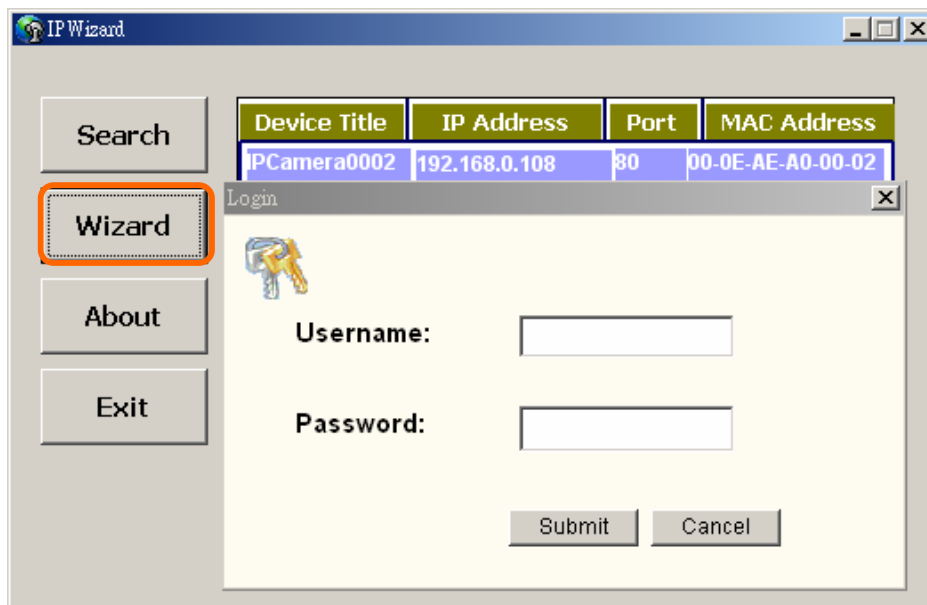 IP Wizard
Search
Device Title IP Address Port MAC Address
IPCamera0002 192.168.0.108 80 00-0E-AE-A0-00-02
Wizard
Login
About
Username:
Exit
Password:
Submit Cancel